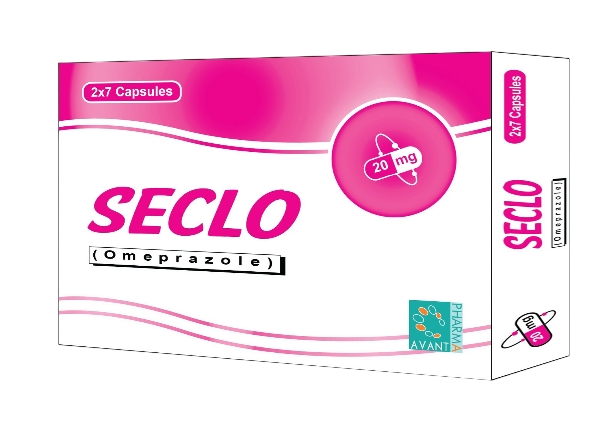 2x7 Capsules
20 mg
SECLO
(Omeprazole)
AVANT
PHARMA
2x7 Capsules
SECLO
(Omeprazole)
20 mg